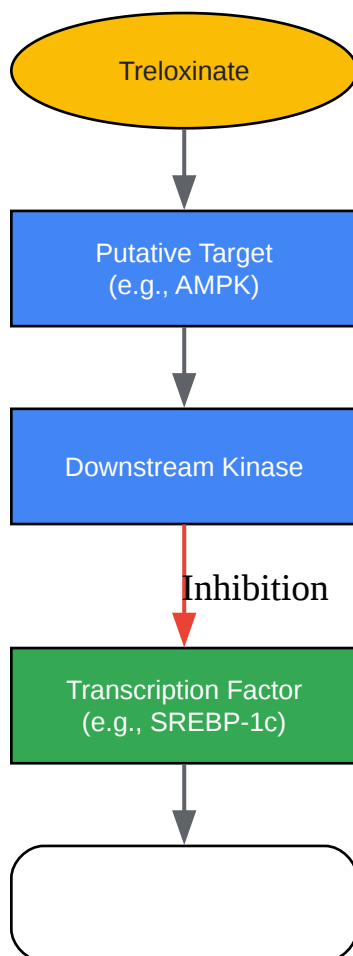 Treloxinate
Putative Target
(e.g., AMPK)
Downstream Kinase
Inhibition
Transcription Factor
(e.g., SREBP-1c)